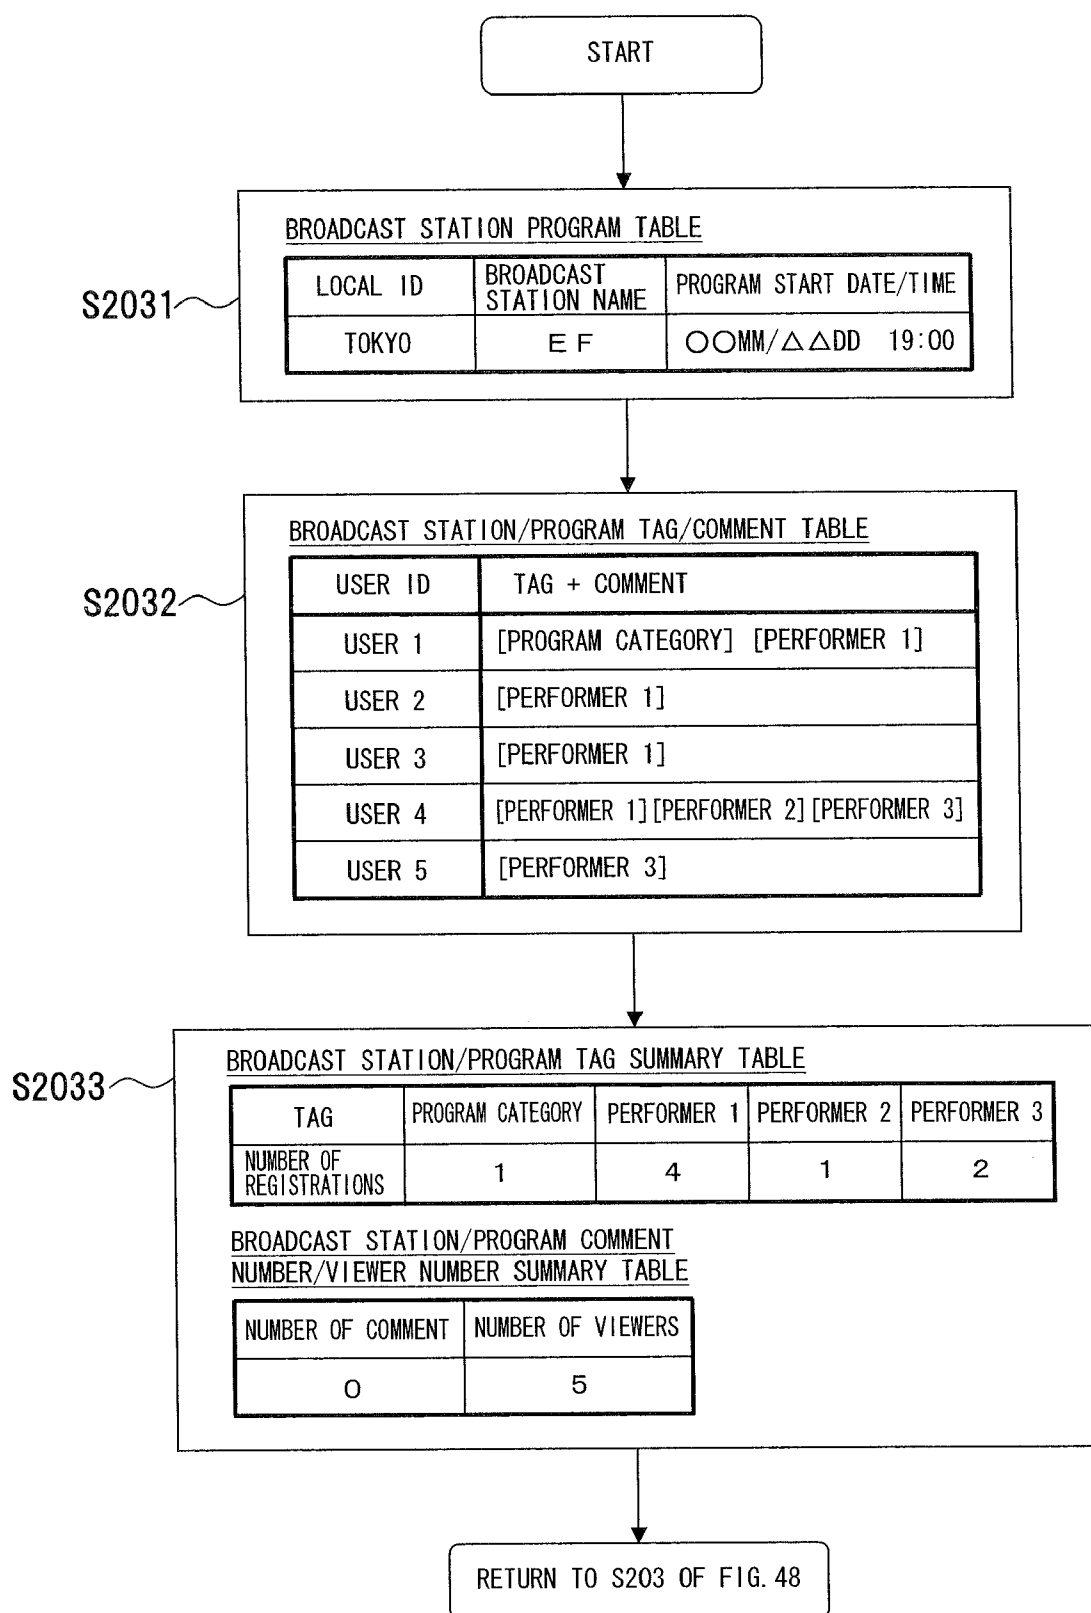 START
BROADCAST STATION PROGRAM TABLE
LOCAL ID
BROADCAST
STATION NAME
PROGRAM START DATE/TIME
S2031
TOKYO
EF
○○MM/△△DD 19:00
BROADCAST STATION/PROGRAM TAG/COMMENT TABLE
USER ID
TAG + COMMENT
S2032
USER 1
[PROGRAM CATEGORY] [PERFORMER 1]
USER 2
[PERFORMER 1]
USER 3
[PERFORMER 1]
USER 4
[PERFORMER 1][PERFORMER 2][PERFORMER 3]
USER 5
[PERFORMER 3]
BROADCAST STATION/PROGRAM TAG SUMMARY TABLE
S2033
TAG
PROGRAM CATEGORY
PERFORMER 1
PERFORMER 2
PERFORMER 3
NUMBER OF
REGISTRATIONS
1
4
1
2
BROADCAST STATION/PROGRAM COMMENT
NUMBER/VIEWER NUMBER SUMMARY TABLE
NUMBER OF COMMENT
NUMBER OF VIEWERS
0
5
RETURN TO S203 OF FIG. 48